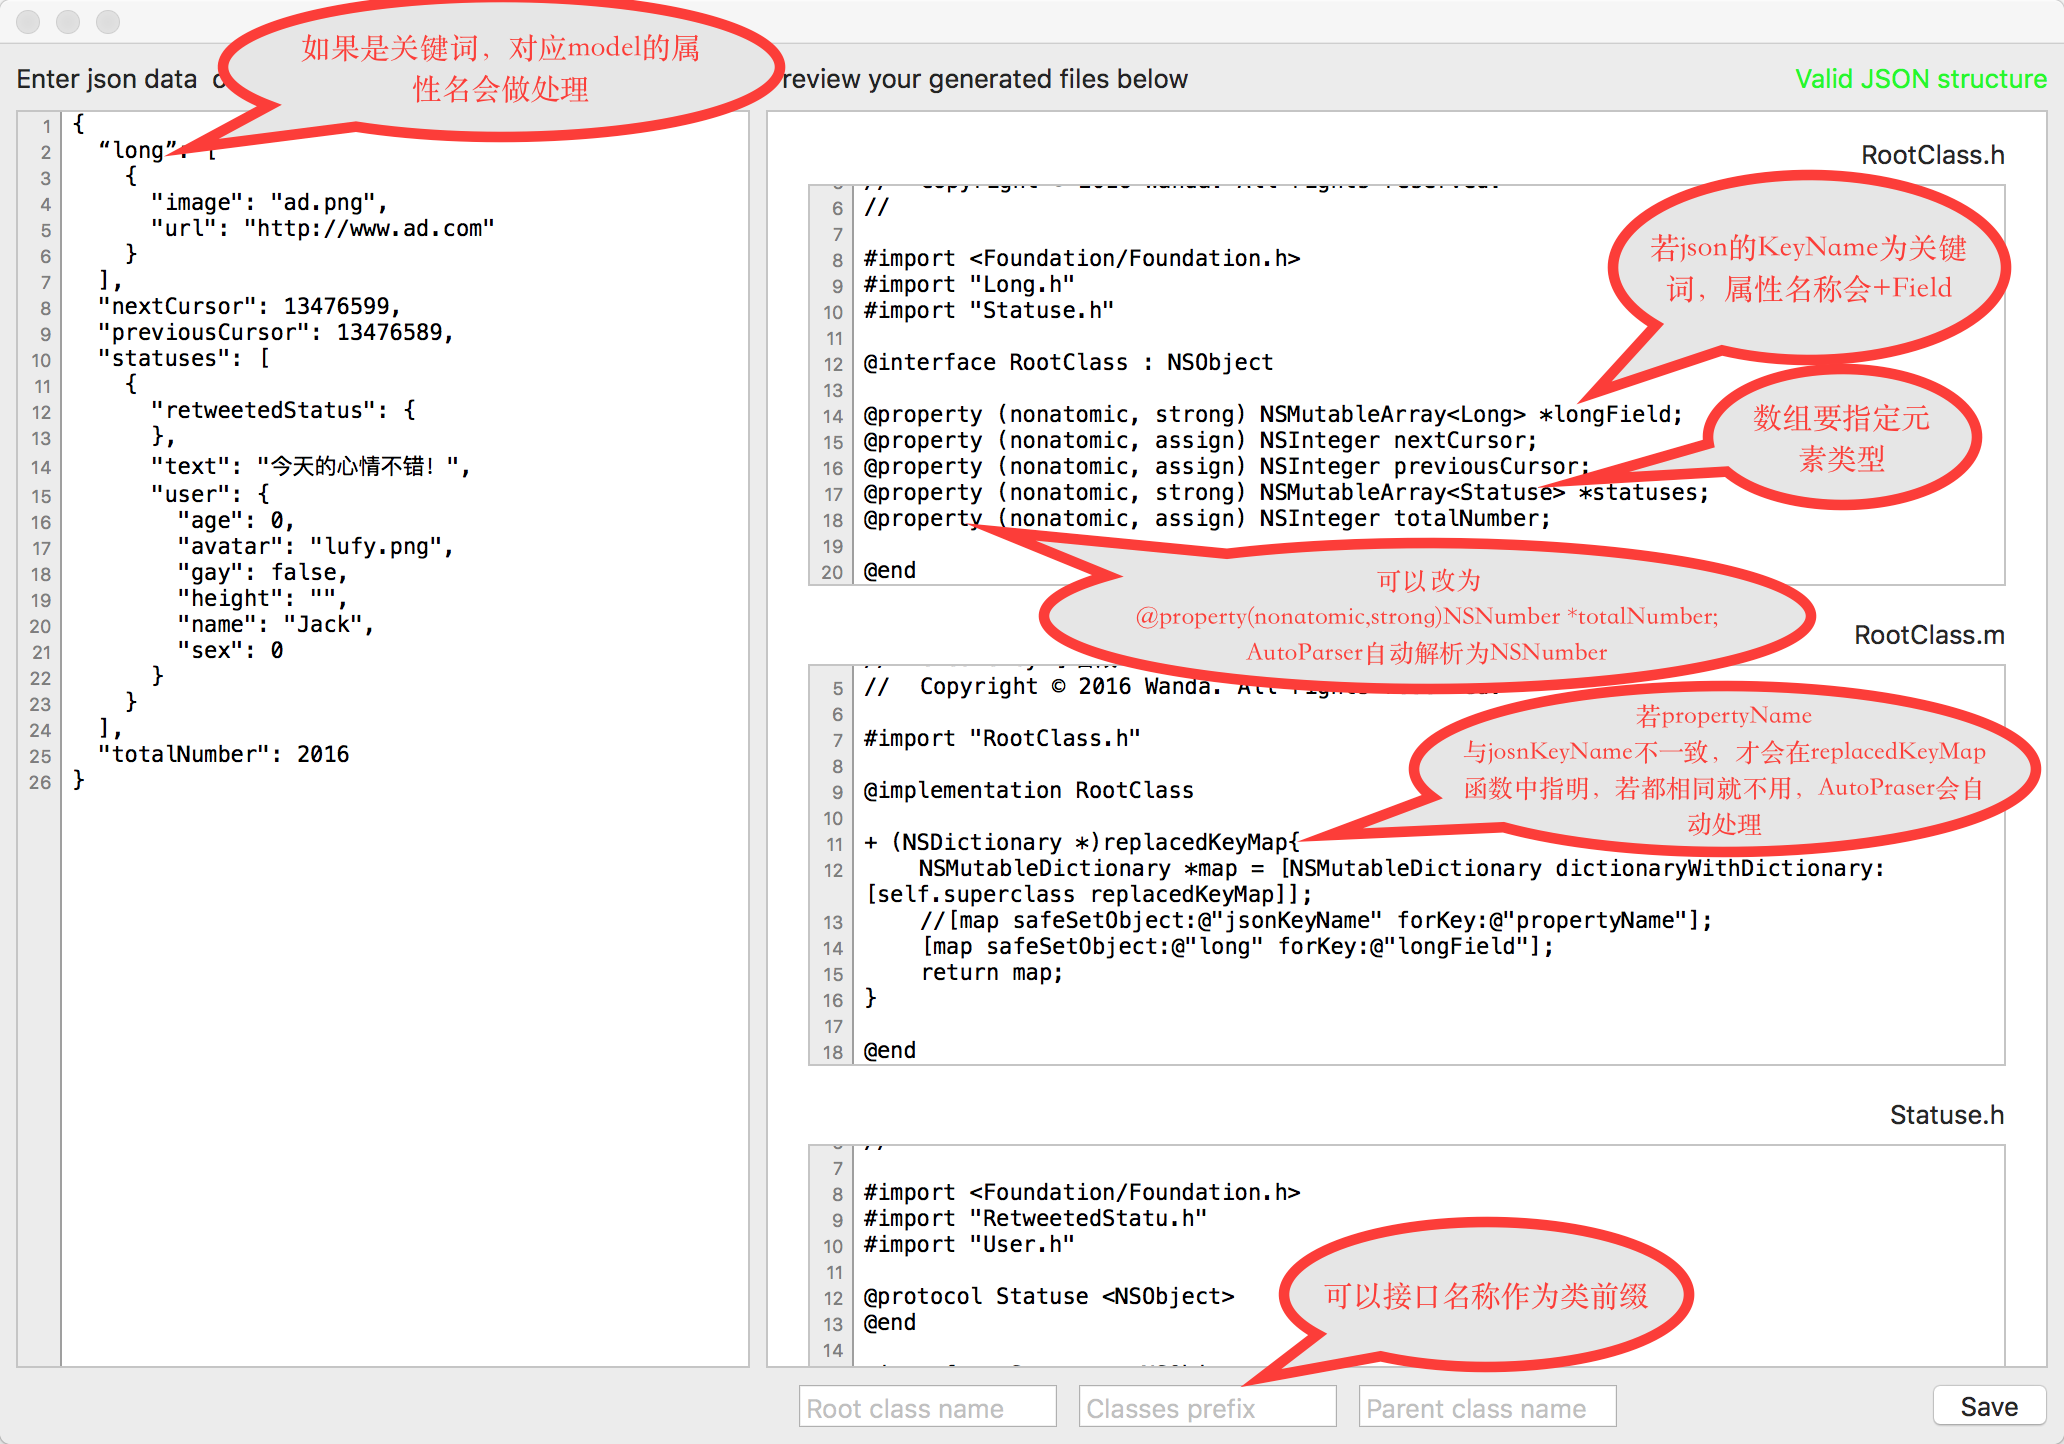 如果是关键词，对应model的属
性名会做处理
Enter json data
review your generated files below
Valid JSON structure
1 {
2 “long”: [
3 {
4 "image": "ad.png",
5 "url": "http://www.ad.com"
6 }
7 ],
8 "nextCursor": 13476599,
9 "previousCursor": 13476589,
10 "statuses": [
11 {
12 "retweetedStatus": {
13 },
14 "text": "今天的心情不错！",
15 "user": {
16 "age": 0,
17 "avatar": "lufy.png",
18 "gay": false,
19 "height": "",
20 "name": "Jack",
21 "sex": 0
22 }
23 }
24 ],
25 "totalNumber": 2016
26 }
RootClass.h
// Copyright © 2016 Wanda. All rights reserved.
6 //
7
8 #import <Foundation/Foundation.h>
9 #import "Long.h"
10 #import "Statuse.h"
11
12 @interface RootClass : NSObject
13
14 @property (nonatomic, strong) NSMutableArray<Long> *longField;
15 @property (nonatomic, assign) NSInteger nextCursor;
16 @property (nonatomic, assign) NSInteger previousCursor;
17 @property (nonatomic, strong) NSMutableArray<Statuse> *statuses;
18 @property (nonatomic, assign) NSInteger totalNumber;
19
20 @end
若json的KeyName为关键
词，属性名称会+Field
数组要指定元
素类型
可以改为
@property(nonatomic,strong)NSNumber *totalNumber;
AutoParser自动解析为NSNumber
RootClass.m
5 // Copyright © 2016 Wanda. All rights
6
7 #import "RootClass.h"
8
9 @implementation RootClass
10
11 + (NSDictionary *)replacedKeyMap{
12 NSMutableDictionary *map = [NSMutableDictionary dictionaryWithDictionary:
[self.superclass replacedKeyMap]];
13 //[map safeSetObject:@"jsonKeyName" forKey:@"propertyName"];
14 [map safeSetObject:@"long" forKey:@"longField"];
15 return map;
16 }
17
18 @end
若propertyName
与josnKeyName不一致，才会在replacedKeyMap
函数中指明，若都相同就不用，AutoPraser会自
动处理
Statuse.h
//
7
8 #import <Foundation/Foundation.h>
9 #import "RetweetedStatu.h"
10 #import "User.h"
11
12 @protocol Statuse <NSObject>
13 @end
14
可以接口名称作为类前缀
Root class name
Classes prefix
Parent class name
Save